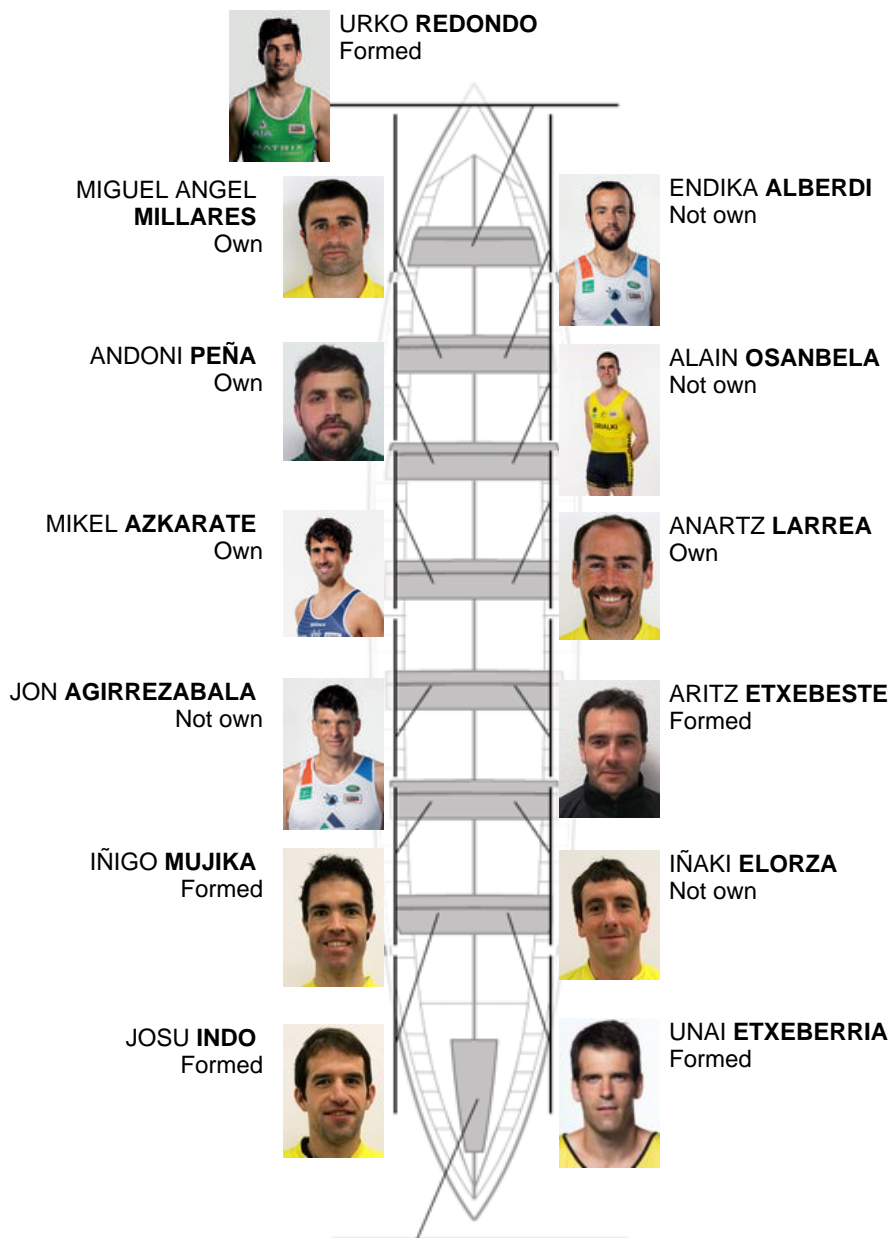 URKO REDONDO
Formed
MIGUEL ANGEL
MILLARES
Own
ENDIKA ALBERDI
Not own
ANDONI PEÑA
Own
ALAIN OSANBELA
Not own
MIKEL AZKARATE
Own
ANARTZ LARREA
Own
JON AGIRREZABALA
Not own
ARITZ ETXEBESTE
Formed
IÑIGO MUJIKA
Formed
IÑAKI ELORZA
Not own
JOSU INDO
Formed
UNAI ETXEBERRIA
Formed
MATRIX